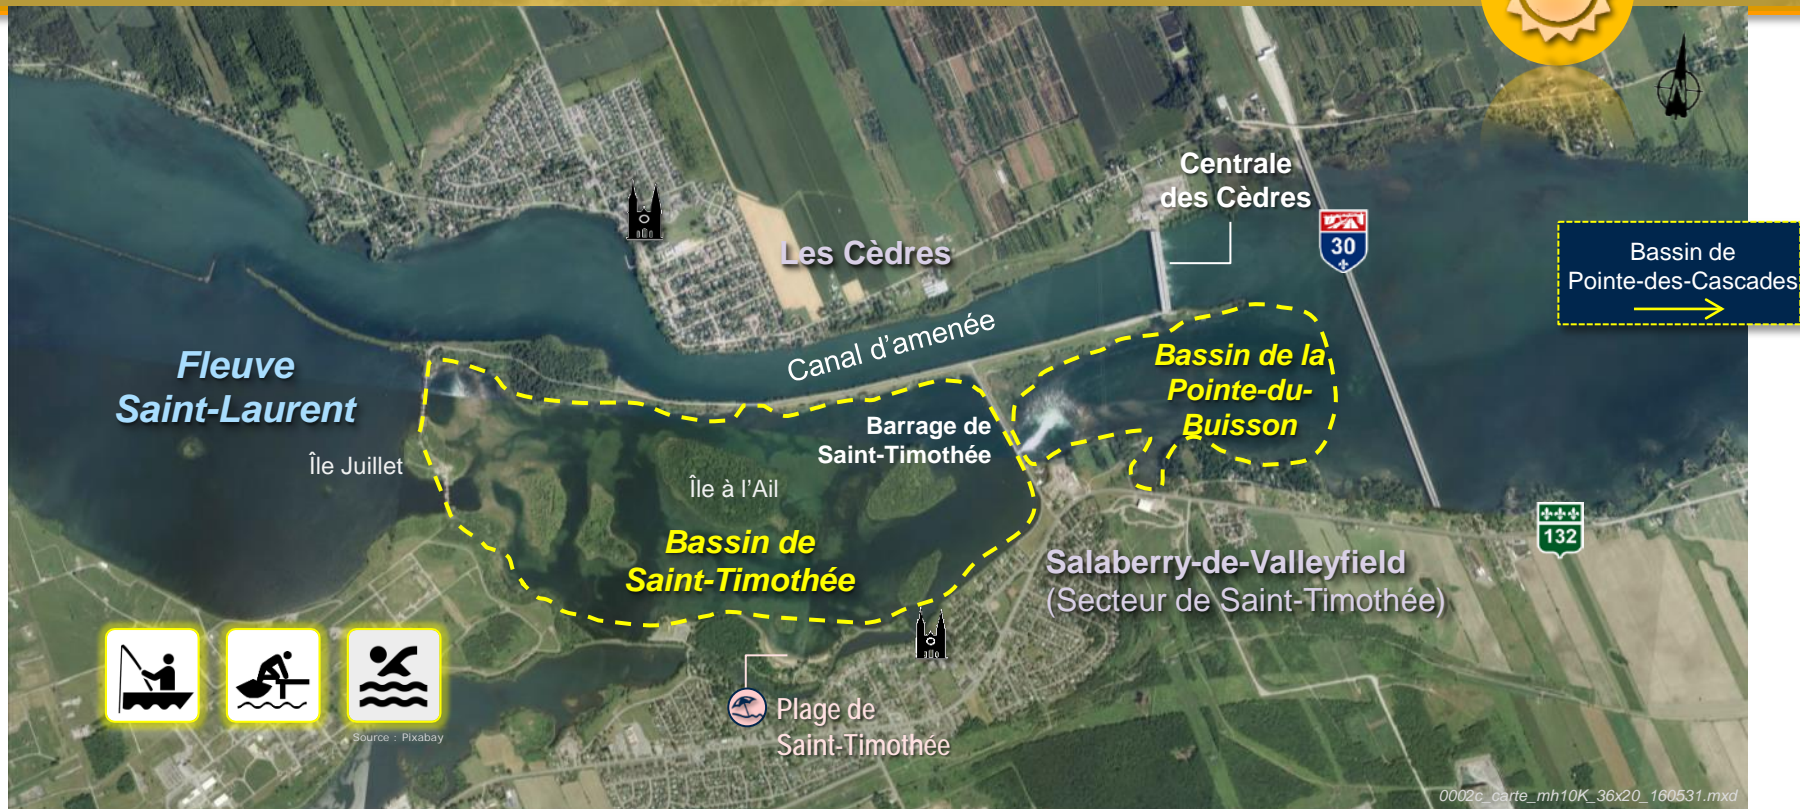 Centrale
des Cèdres
30
Bassin de
Pointe-des-Cascades
Les Cèdres
Canal d'amenée
Fleuve
Saint-Laurent
Bassin de la
Pointe-du-
Buisson
Barrage de
Saint-Timothée
Île Juillet
Île à l'Ail
132
Bassin de
Saint-Timothée
Salaberry-de-Valleyfield
(Secteur de Saint-Timothée)
Plage de
Saint-Timothée
Source : Pixabay
0002c_carte_mh10K_36x20_160531.mxd